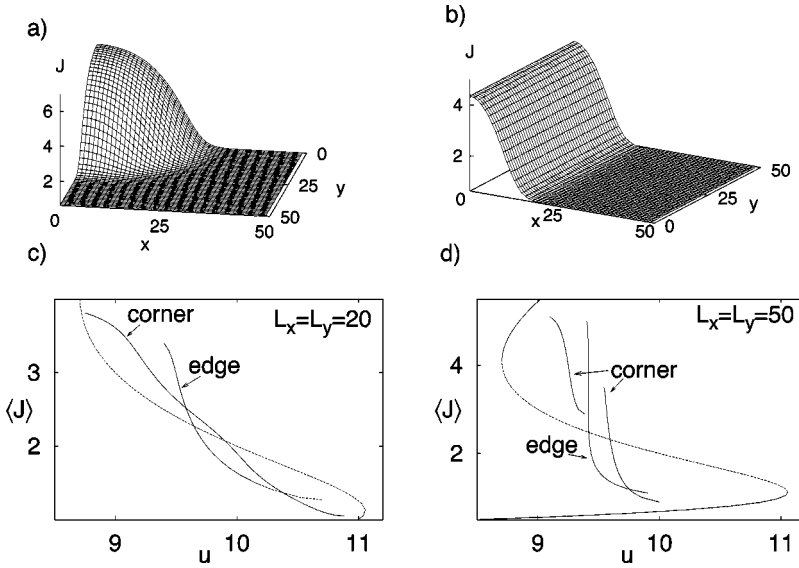 a)
J
6
4
2
0
25
50
x
0
25
50
y
b)
J
4
2
0
x
25
50
0
25
50
y
c)
corner
Lx=Ly=20
edge
3
⟨J⟩
2
9
10
11
u
d)
Lx=Ly=50
4
corner
⟨J⟩
edge
2
9
10
11
u